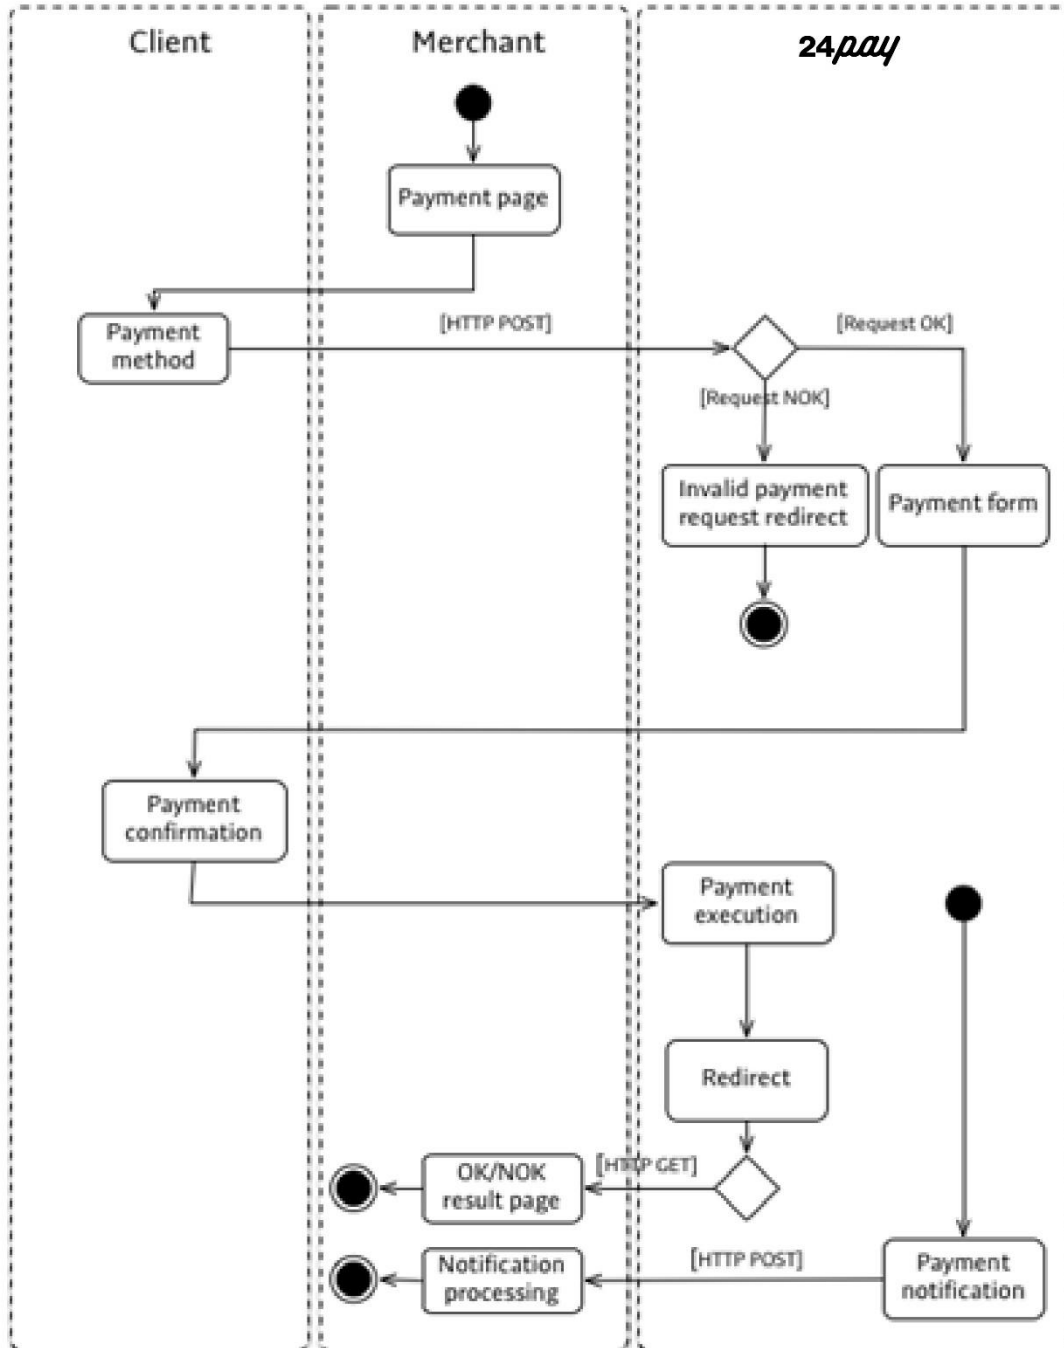 Client
Merchant
24pay
Payment page
Payment
method
[HTTP POST]
[Request OK]
[Request NOK]
Invalid payment
request redirect
Payment form
Payment
confirmation
Payment
execution
Redirect
[HTTP GET]
OK/NOK
result page
Notification
processing
[HTTP POST]
Payment
notification